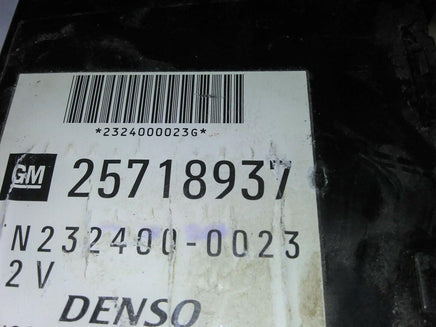 *2324000023G*
GM 25718937
N232400-0023
2V
DENSO